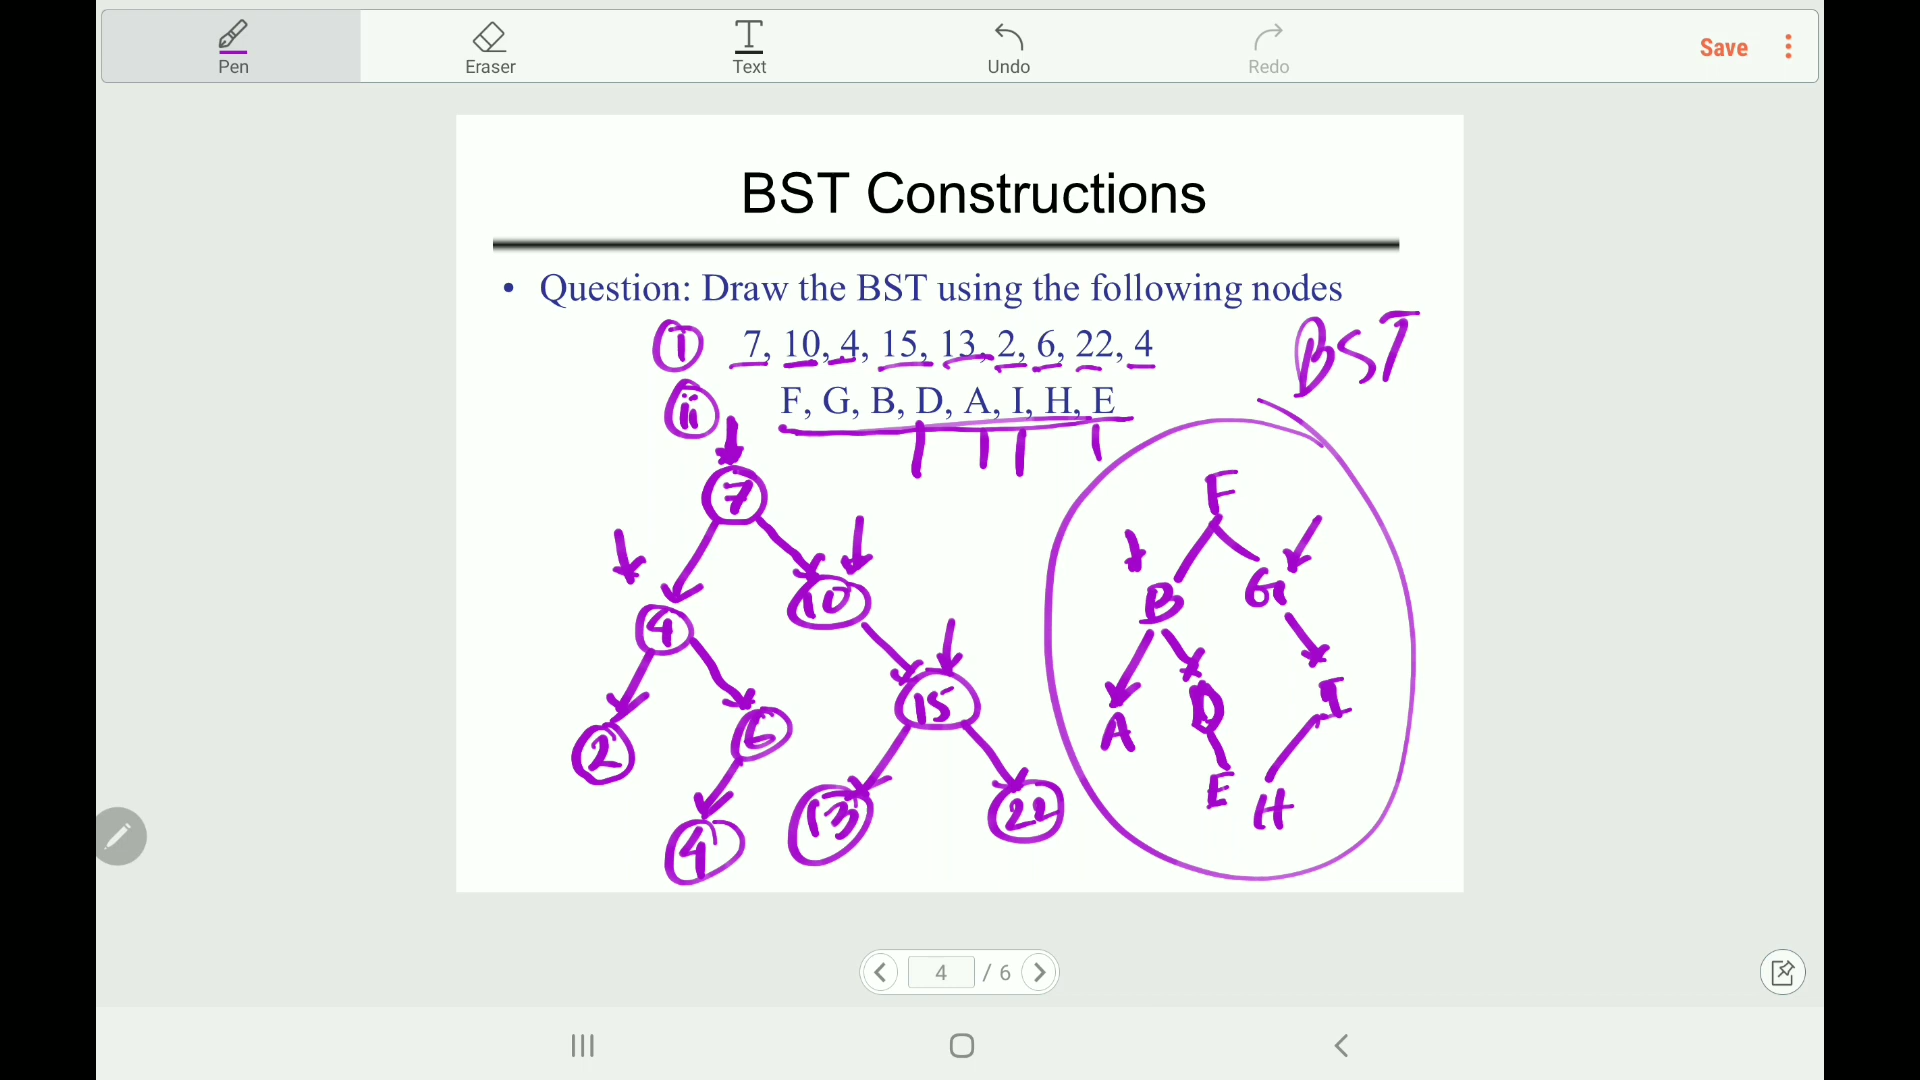 Pen Eraser Text Undo Redo Save
BST Constructions
• Question: Draw the BST using the following nodes
i 7, 10, 4, 15, 13, 2, 6, 22, 4
BST
ii F, G, B, D, A, I, H, E
7
F
4 10
B G
2 6 15
A D I
4 13 22
E H
4 / 6